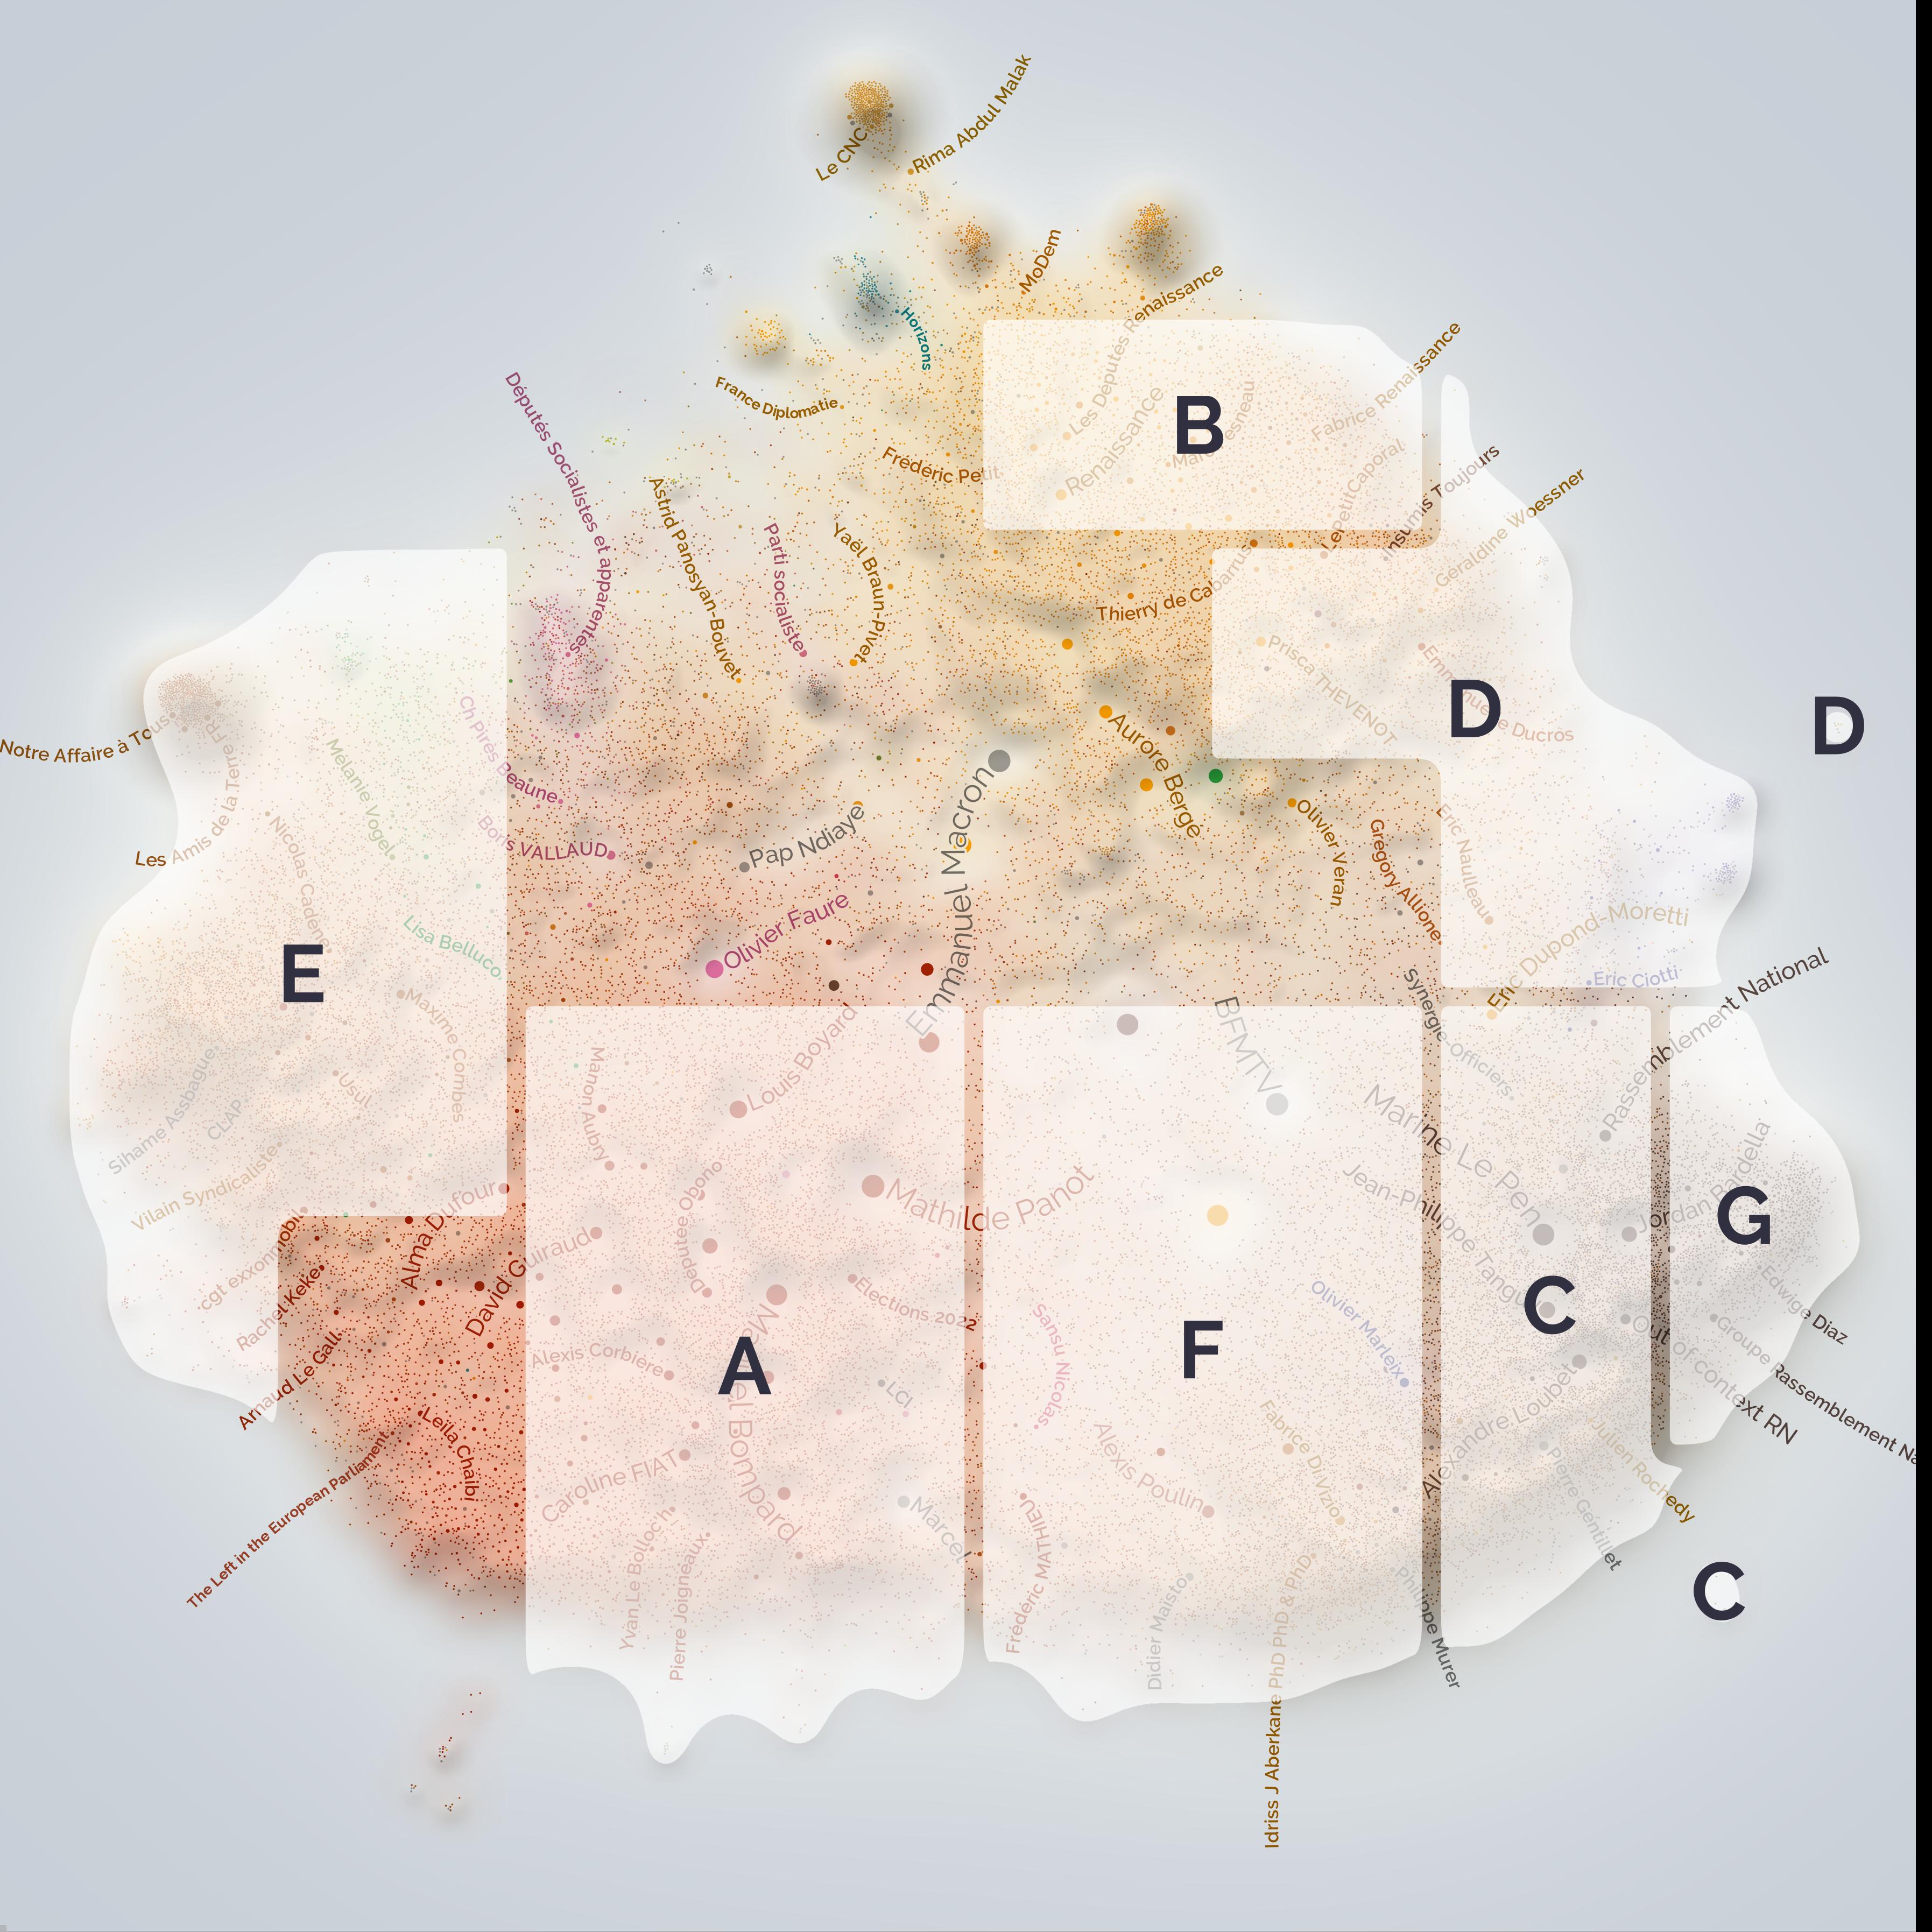 Le CNC
Rima Abdul Malak
MoDem
Horizons
Les Députés Renaissance
France Diplomatie
Renaissance
Fabrice Renaissance
B
Frédéric Petit
LePetitCaporal
Insoumis Toujours
Géraldine Woessner
Députés Socialistes et apparentés
Astrid Panosyan-Bouvet
Parti socialiste
Yaël Braun-Pivet
Thierry de Cabarrus
Prisca THEVENOT
Emmanuelle Ducros
D
D
Notre Affaire à Tous
Les Amis de la Terre
Mélanie Vogel
Nicolas Cadène
Ch Pirès Beaune
Boris VALLAUD
Pap Ndiaye
Aurore Bergé
Olivier Véran
Grégory Allione
Eric Naulleau
Eric Dupond-Moretti
Eric Ciotti
Lisa Belluco
Olivier Faure
Emmanuel Macron
E
Maxime Combes
Usul
Sihame Assbague
CLAP
Vilain Syndicaliste
cgt exxonmobil
Rachel Keke
Arnaud Le Gall
Alma Dufour
David Guiraud
Leïla Chaibi
The Left in the European Parliament
Manon Aubry
Louis Boyard
Députée Obono
Mathilde Panot
Elections 2022
Alexis Corbière
A
LCI
Caroline FIAT
Marcel
Yvan Le Bolloc'h
Pierre Joigneaux
BFMTV
Synergie-Officiers
Marine Le Pen
Jean-Philippe Tanguy
Sansu Nicolas
Olivier Marleix
F
Alexis Poulin
Fabrice Di Vizio
Frédéric MATHIEU
Didier Maïsto
Idriss J Aberkane PhD PhD & PhD
Philippe Murer
Rassemblement National
Jordan Bardella
G
Edwige Diaz
C
Out of Context RN
Groupe Rassemblement Na
Alexandre Loubet
Julien Rochedy
Pierre Gentillet
C